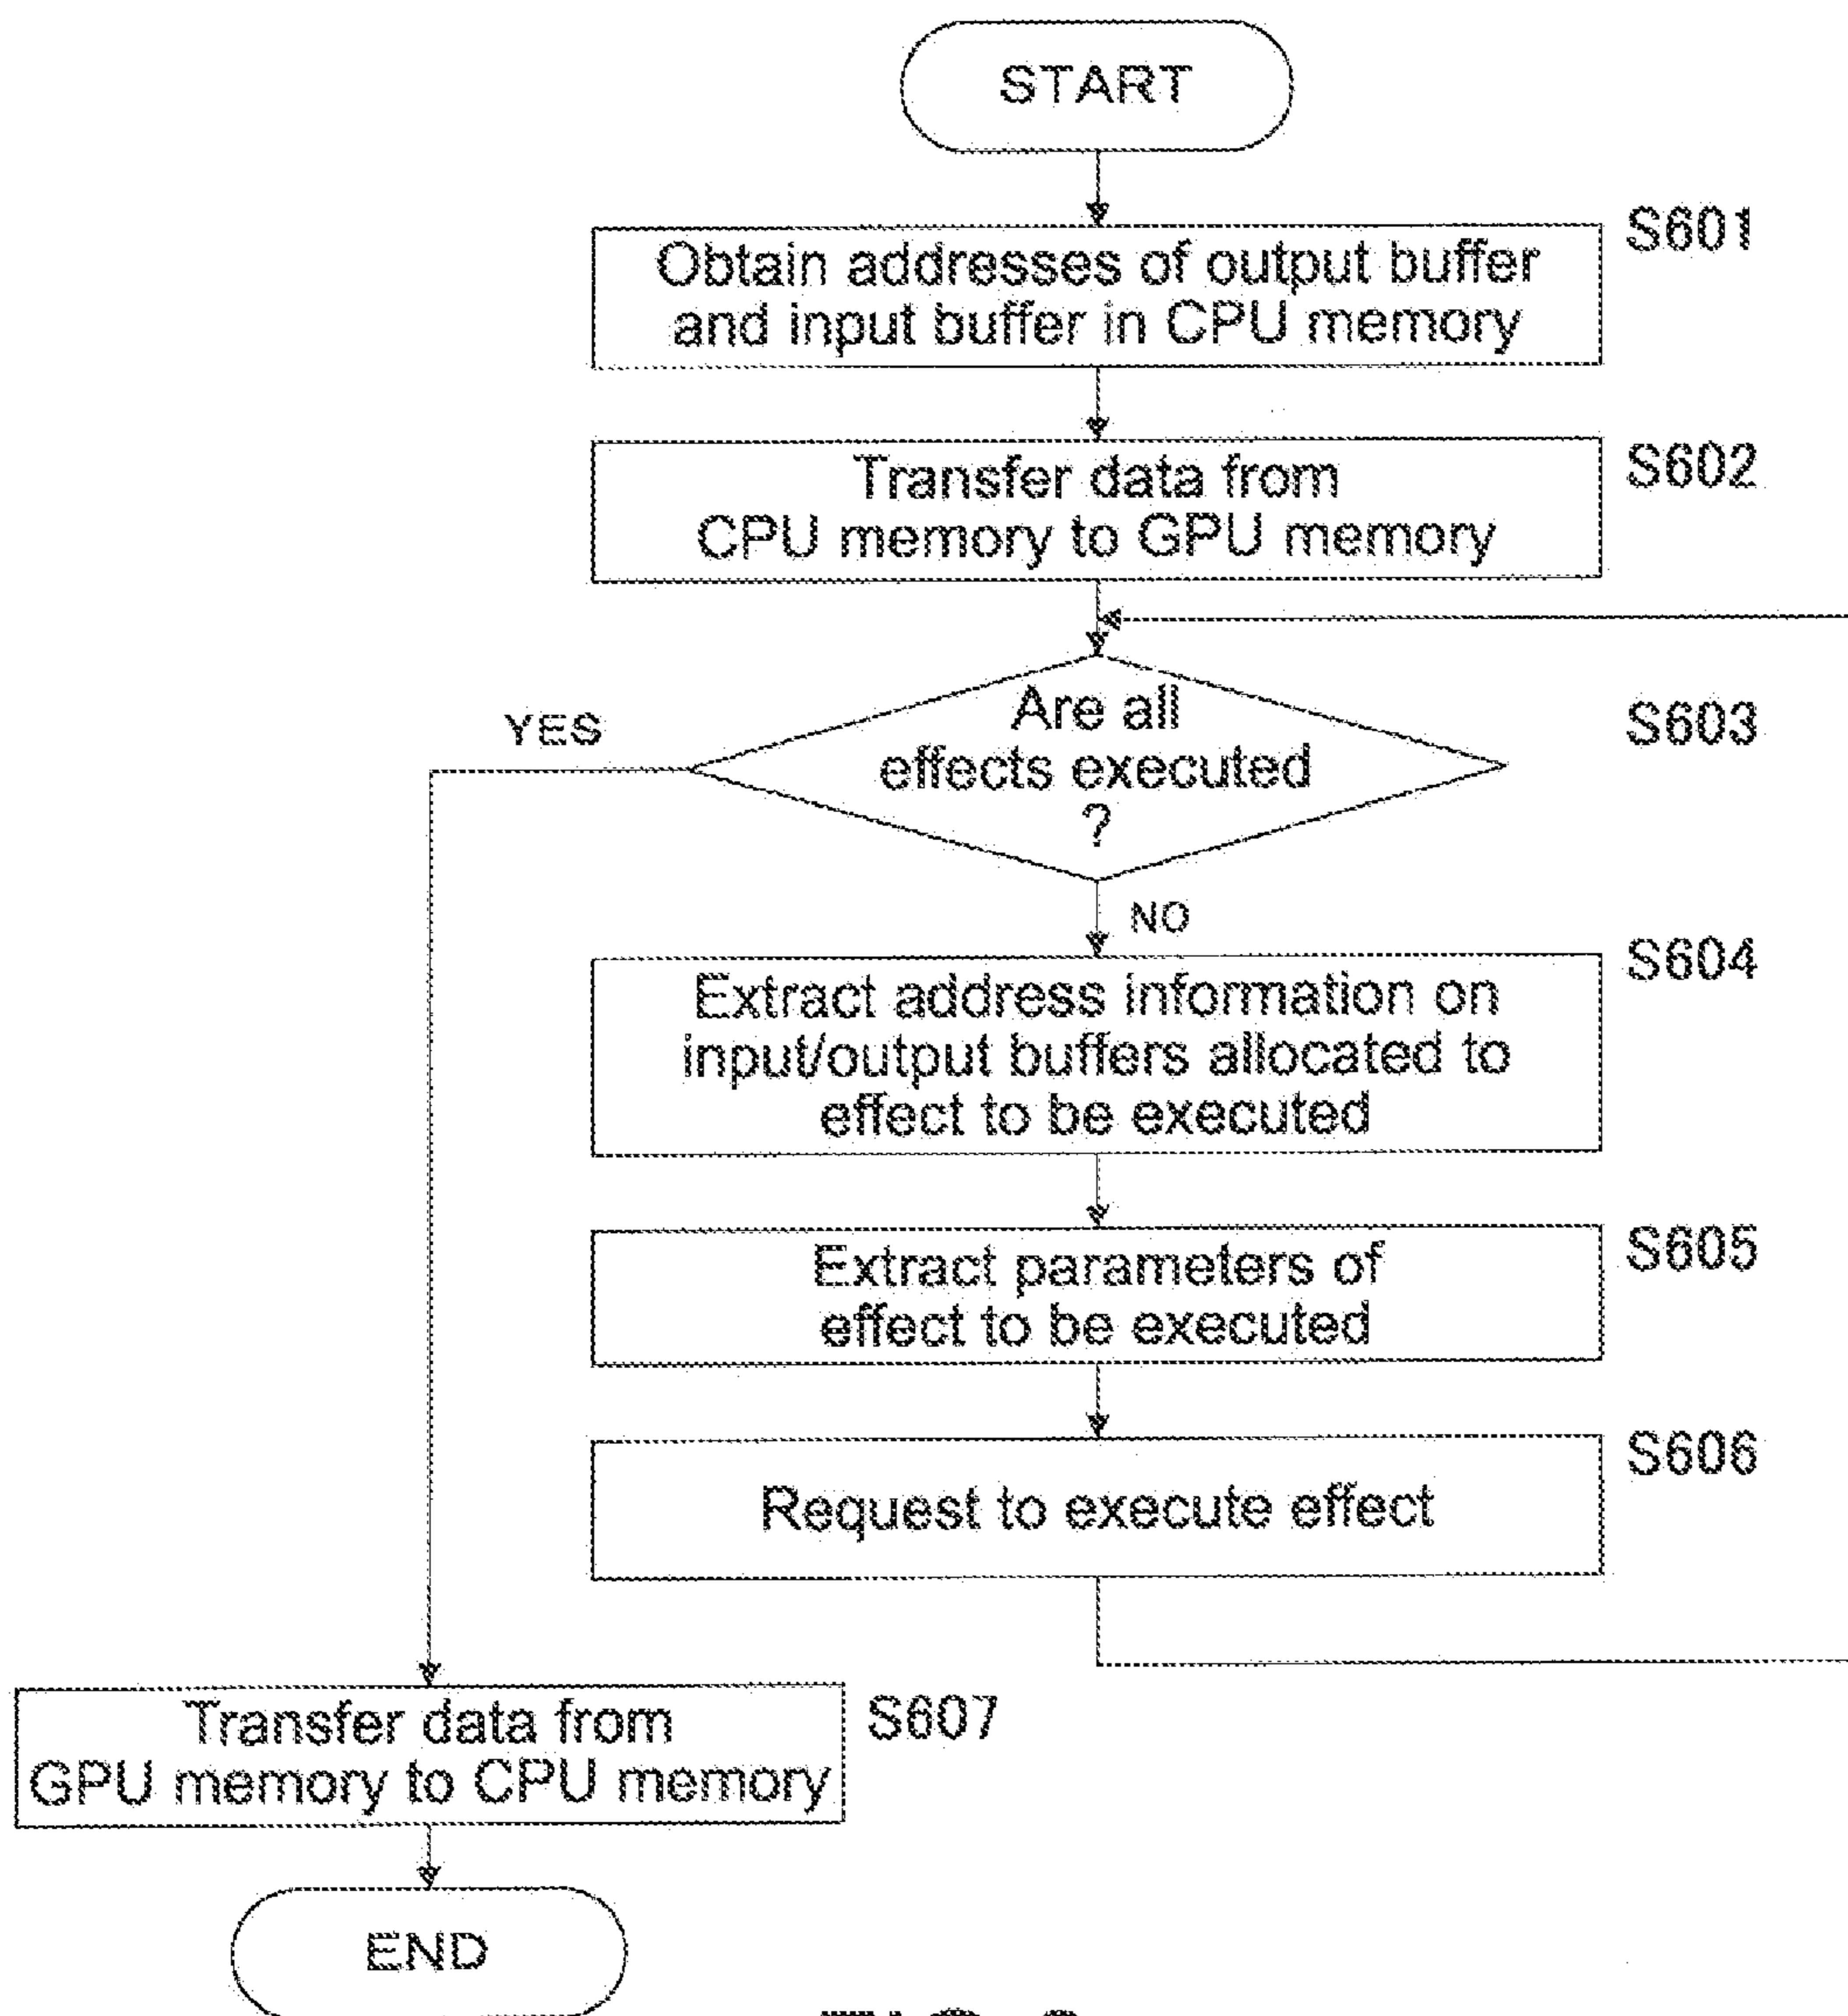 START
S601
Obtain addresses of output buffer
and input buffer in CPU memory
S602
Transfer data from
CPU memory to GPU memory
S603
Are all
effects executed
?
YES
NO
S604
Extract address information on
input/output buffers allocated to
effect to be executed
S605
Extract parameters of
effect to be executed
S606
Request to execute effect
S607
Transfer data from
GPU memory to CPU memory
END